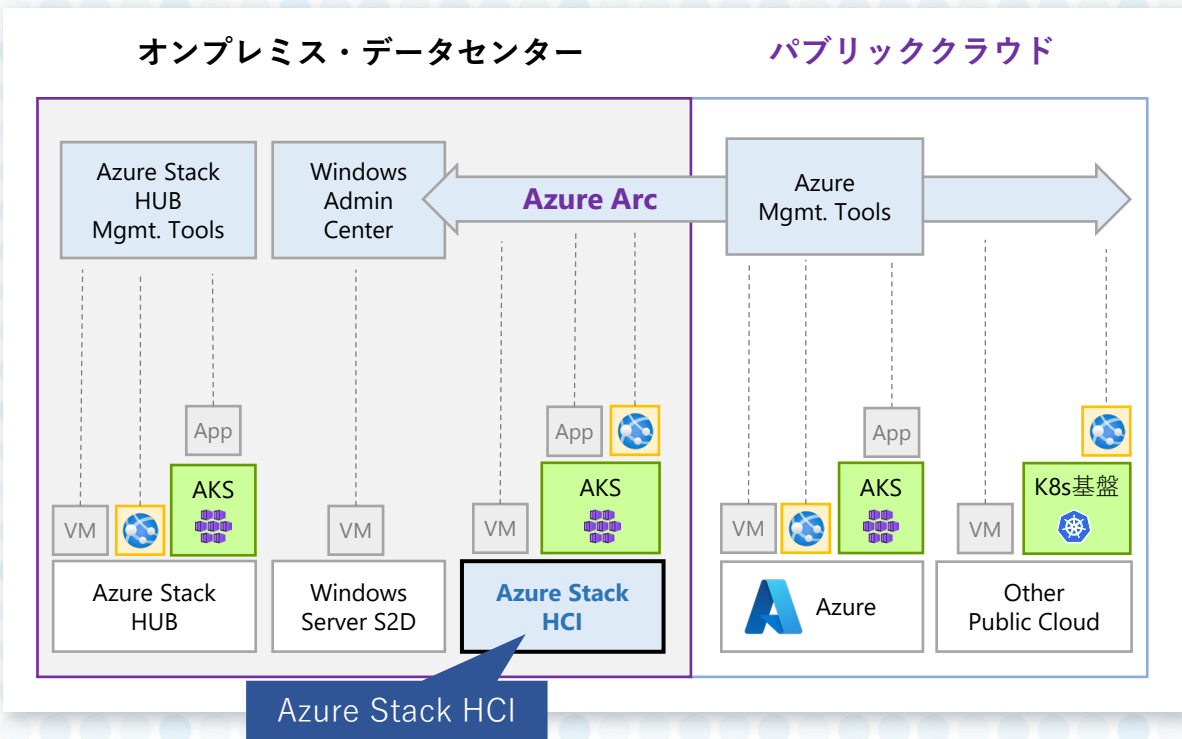 オンプレミス・データセンター
パブリッククラウド
Azure Stack
HUB
Mgmt. Tools
Windows
Admin
Center
Azure Arc
Azure
Mgmt. Tools
App
AKS
VM
Azure Stack
HUB
VM
Windows
Server S2D
App
AKS
VM
Azure Stack
HCI
App
AKS
VM
Azure
K8s基盤
VM
Other
Public Cloud
Azure Stack HCI